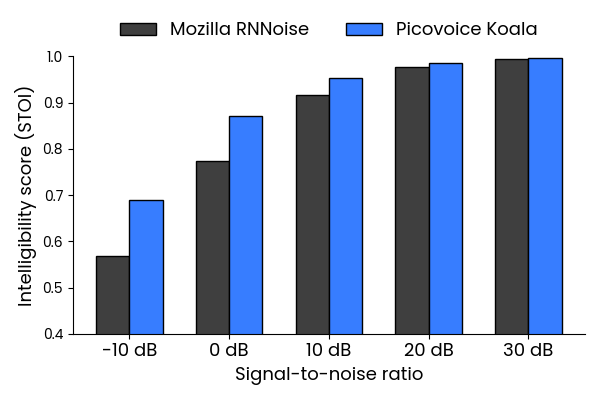 Mozilla RNNoise Picovoice Koala
Intelligibility score (STOI)
1.0
0.9
0.8
0.7
0.6
0.5
0.4
-10 dB 0 dB 10 dB 20 dB 30 dB
Signal-to-noise ratio